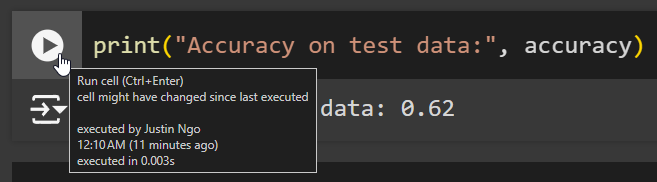 print("Accuracy on test data:", accuracy)
Run cell (Ctrl+Enter)
cell might have changed since last executed
data: 0.62
executed by Justin Ngo
12:10 AM (11 minutes ago)
executed in 0.003s